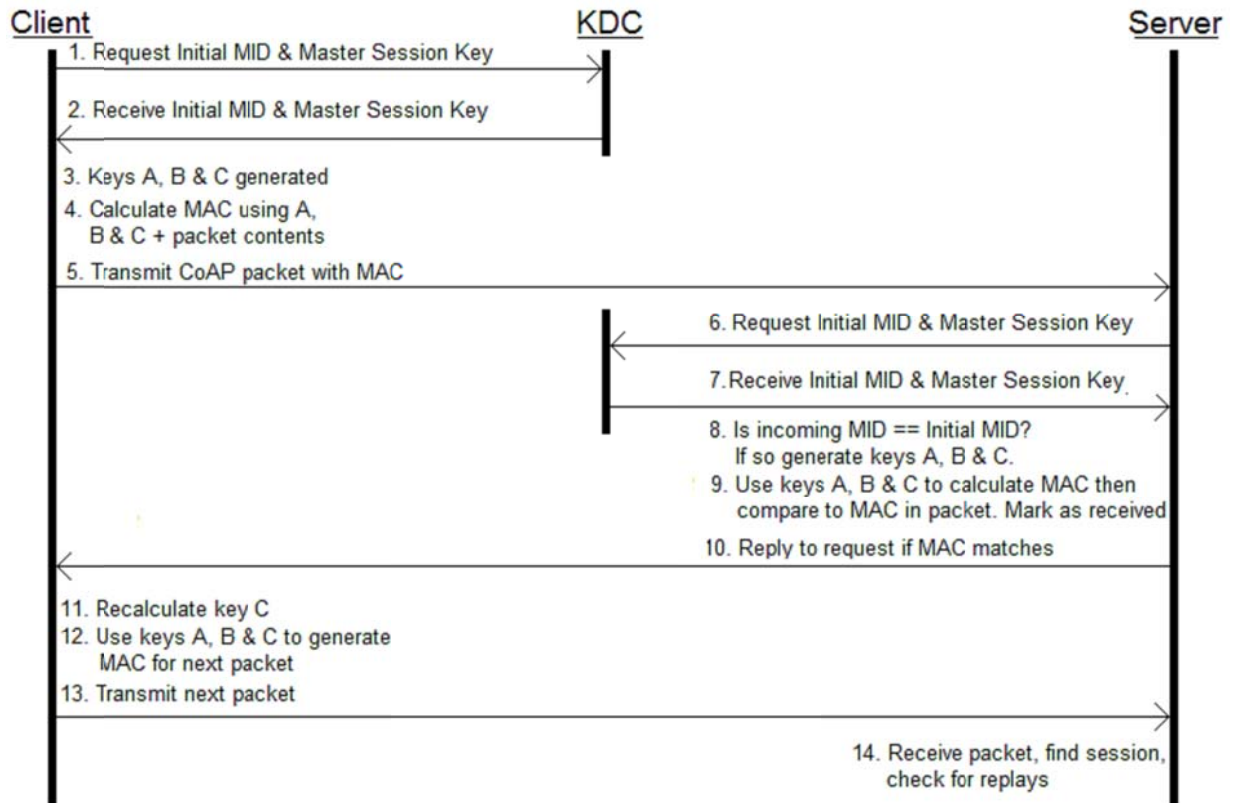 Client
KDC
Server
1. Request Initial MID & Master Session Key
2. Receive Initial MID & Master Session Key
3. Keys A, B & C generated
4. Calculate MAC using A,
B & C + packet contents
5. Transmit CoAP packet with MAC
6. Request Initial MID & Master Session Key
7.Receive Initial MID & Master Session Key
8. Is incoming MID == Initial MID?
If so generate keys A, B & C.
9. Use keys A, B & C to calculate MAC then
compare to MAC in packet. Mark as received
10. Reply to request if MAC matches
11. Recalculate key C
12. Use keys A, B & C to generate
MAC for next packet
13. Transmit next packet
14. Receive packet, find session,
check for replays